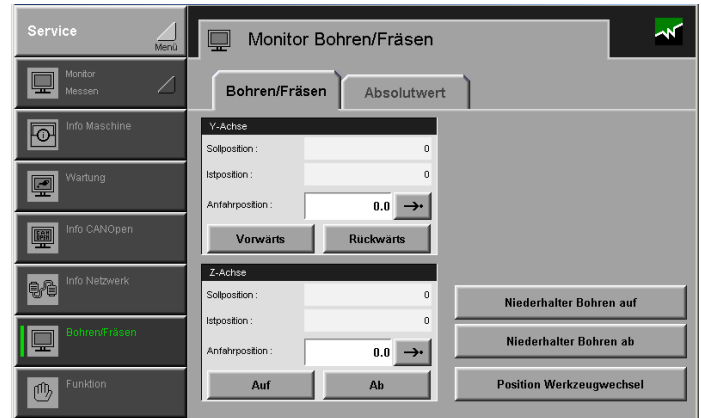 Service
Menü
Monitor Bohren/Fräsen
Monitor
Messen
Bohren/Fräsen
Absolutwert
Info Maschine
Wartung
Info CANOpen
Info Netzwerk
Bohren/Fräsen
Funktion
Y-Achse
Sollposition : 0
Istposition : 0
Anfahrposition : 0.0
Vorwärts Rückwärts
Z-Achse
Sollposition : 0
Istposition : 0
Anfahrposition : 0.0
Auf Ab
Niederhalter Bohren auf
Niederhalter Bohren ab
Position Werkzeugwechsel